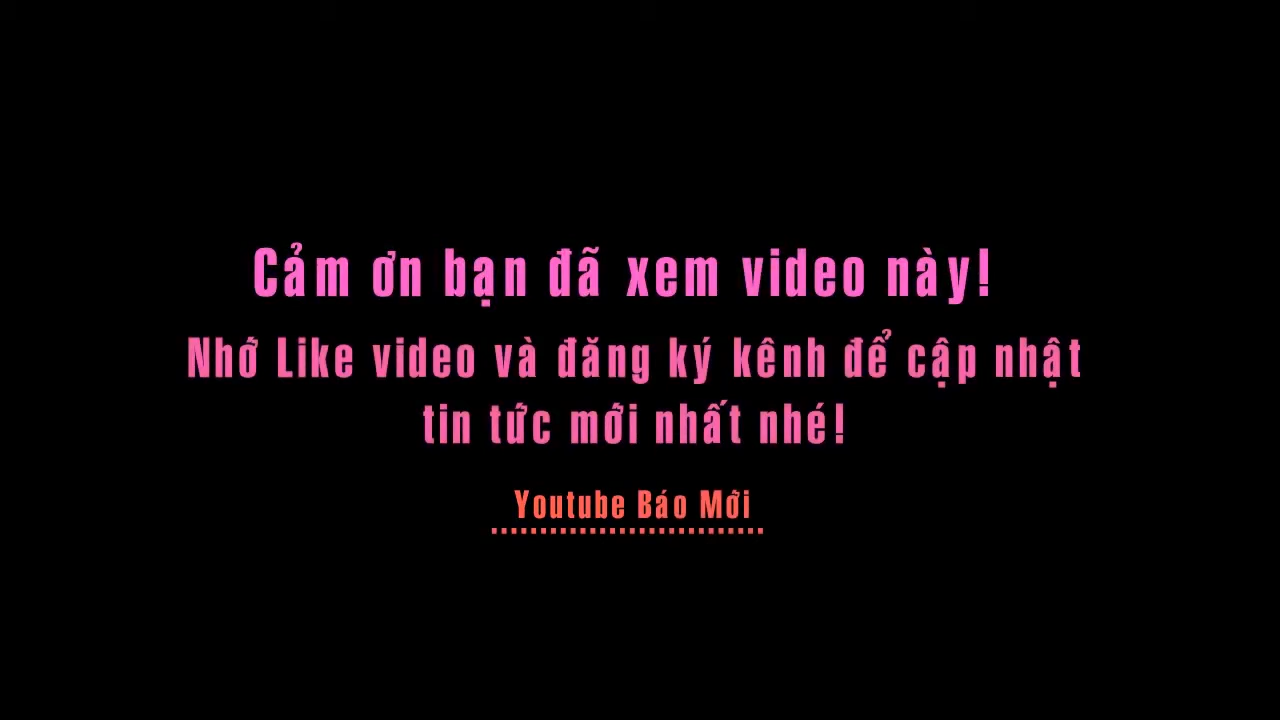 Cảm ơn bạn đã xem video này!
Nhớ Like video và đăng ký kênh để cập nhật
tin tức mới nhất nhé!
Youtube Báo Mới